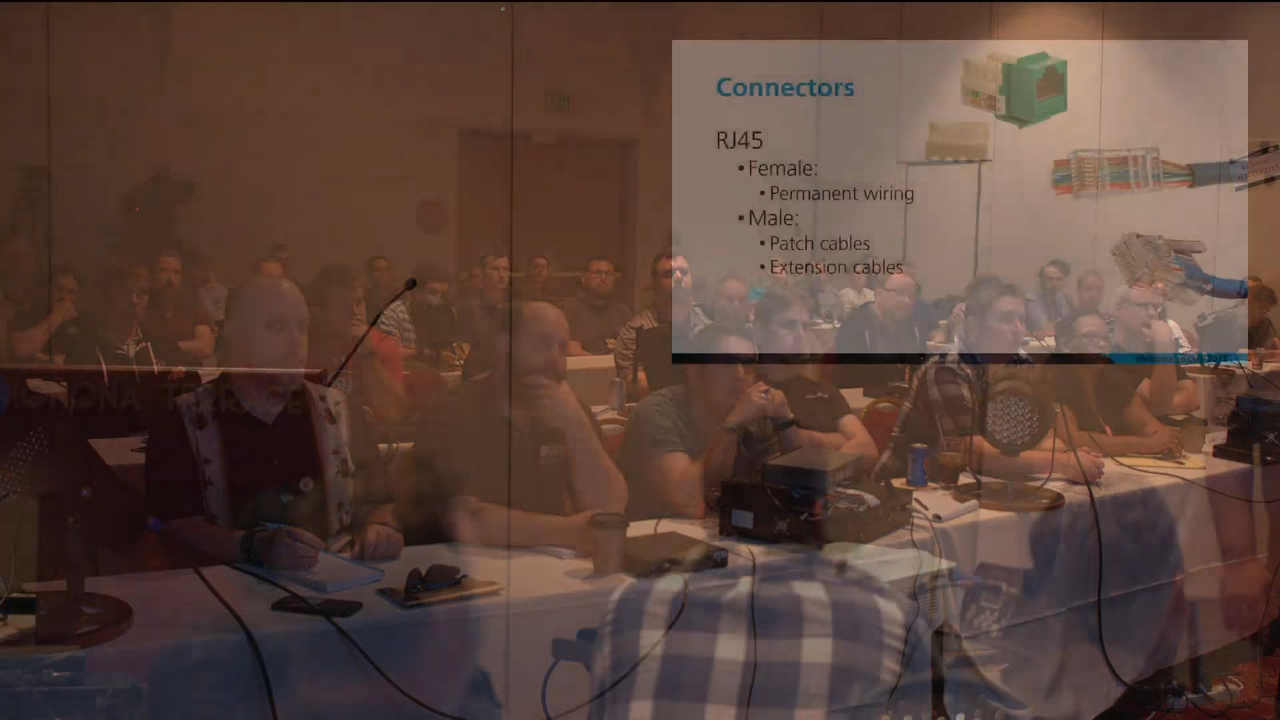 Connectors
RJ45
• Female:
• Permanent wiring
• Male:
• Patch cables
• Extension cables